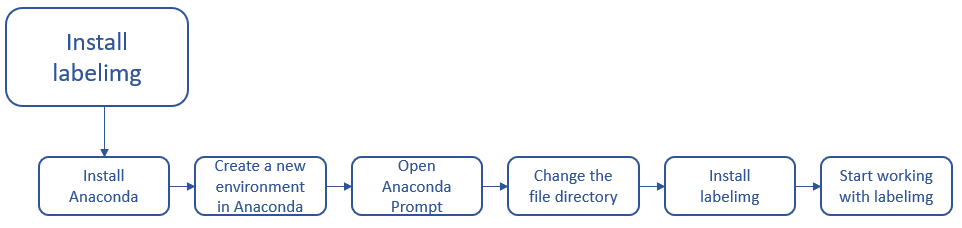 Install
labelimg
Install
Anaconda
Create a new
environment
in Anaconda
Open
Anaconda
Prompt
Change the
file directory
Install
labelimg
Start working
with labelimg